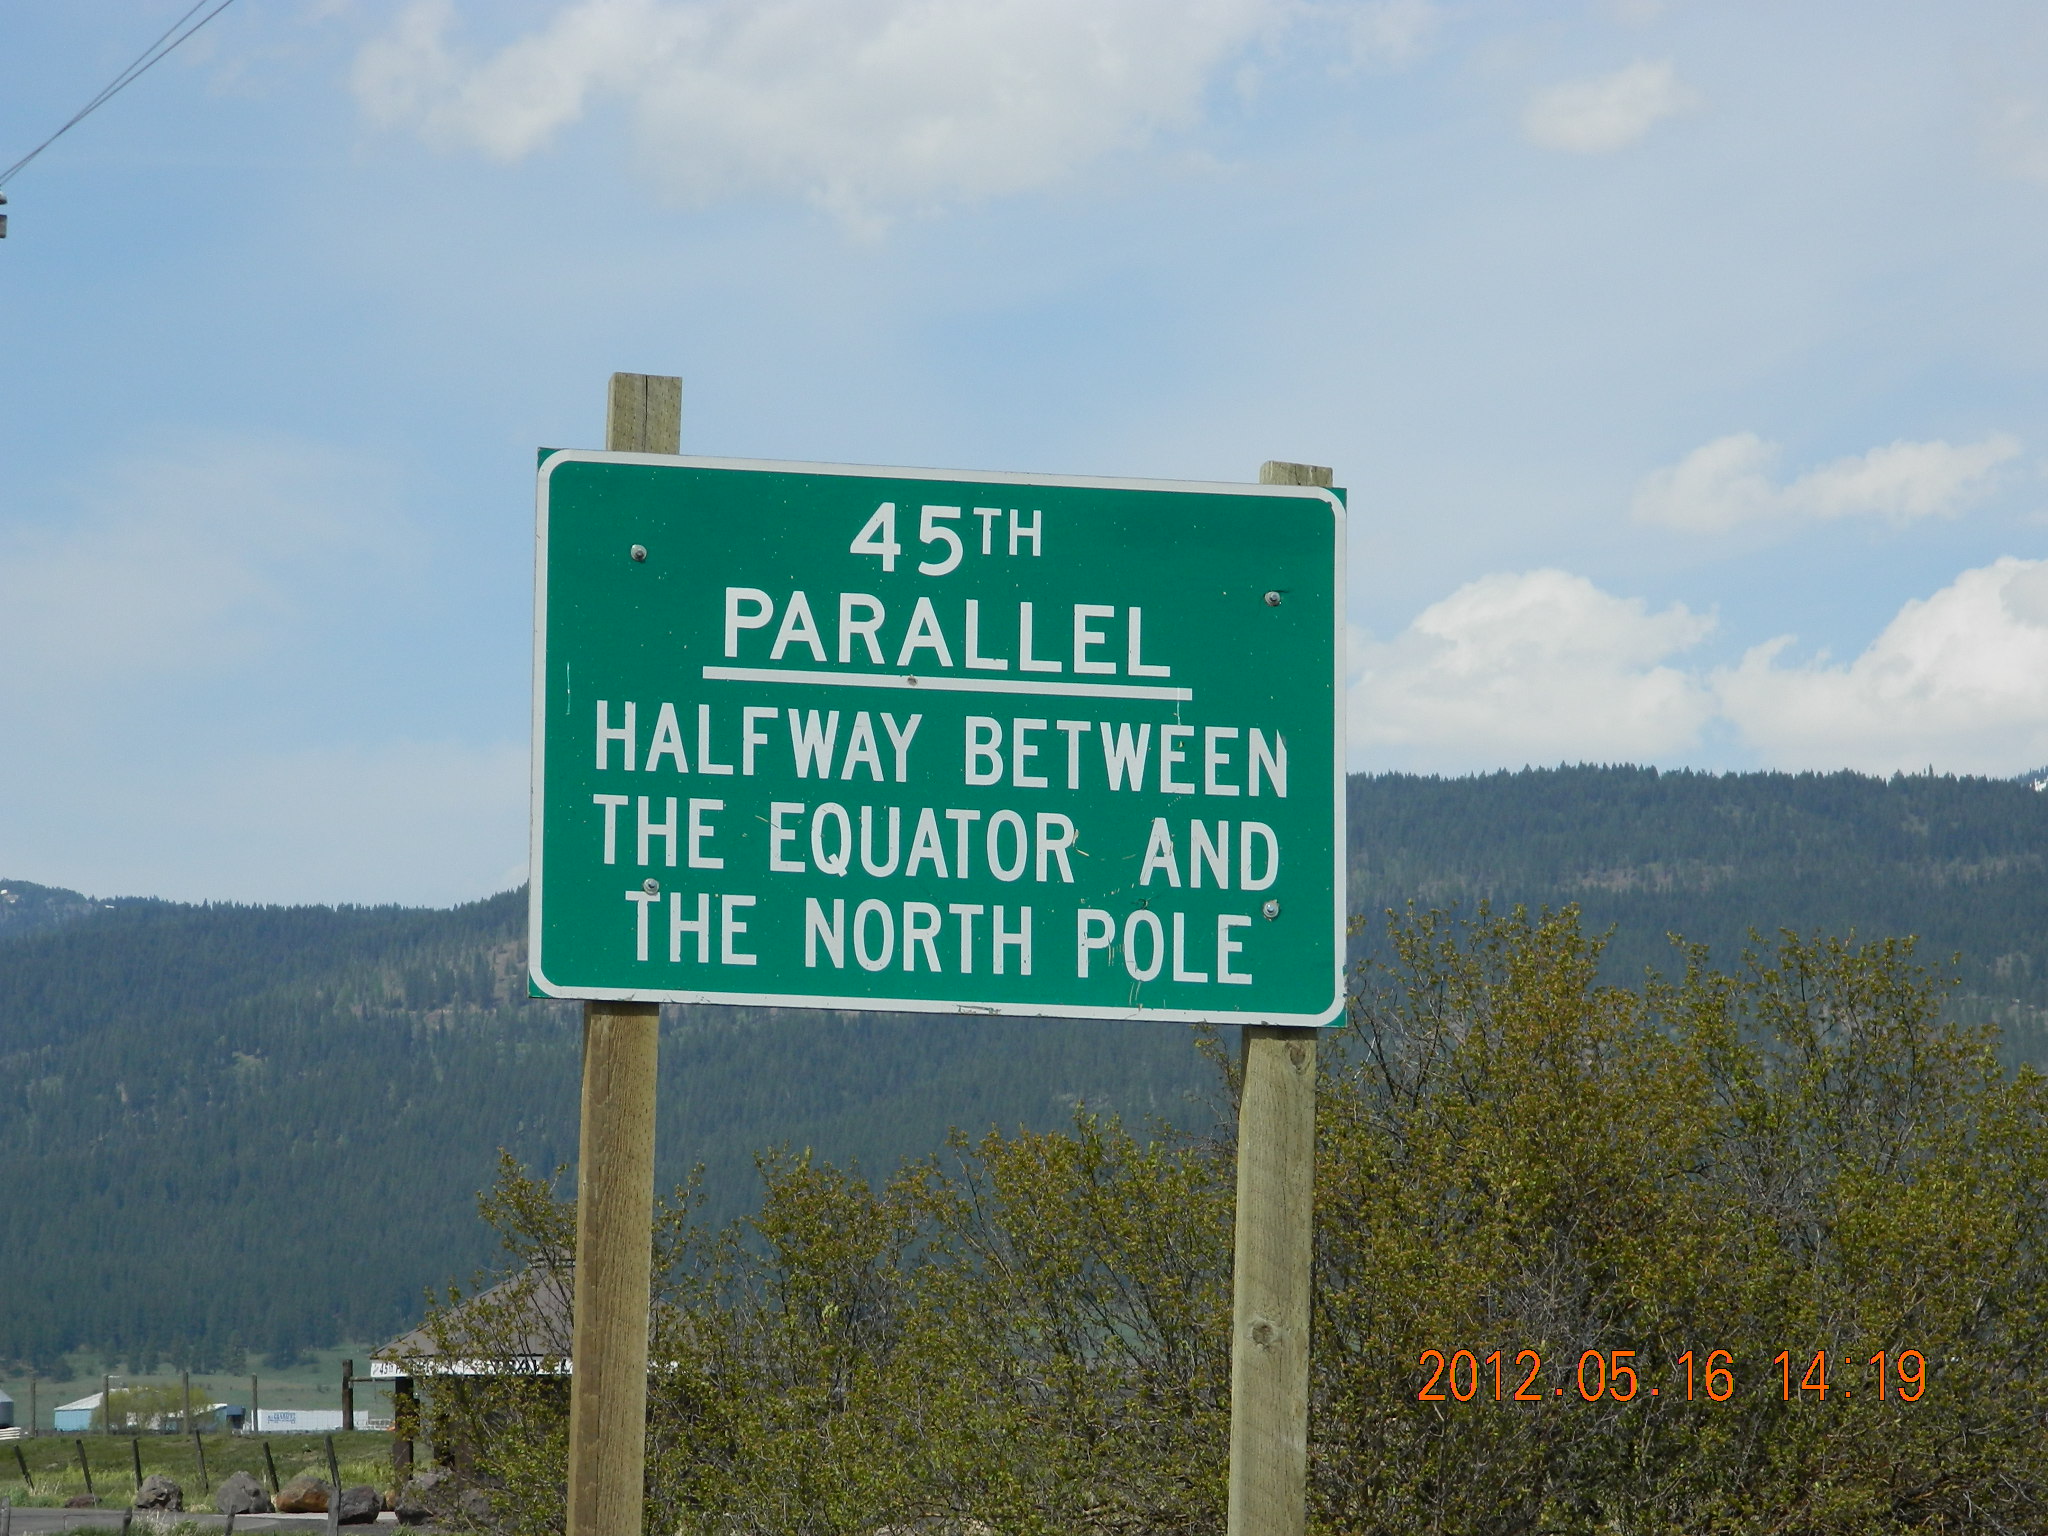 45TH
PARALLEL
HALFWAY BETWEEN
THE EQUATOR AND
THE NORTH POLE
2012.05.16 14:19